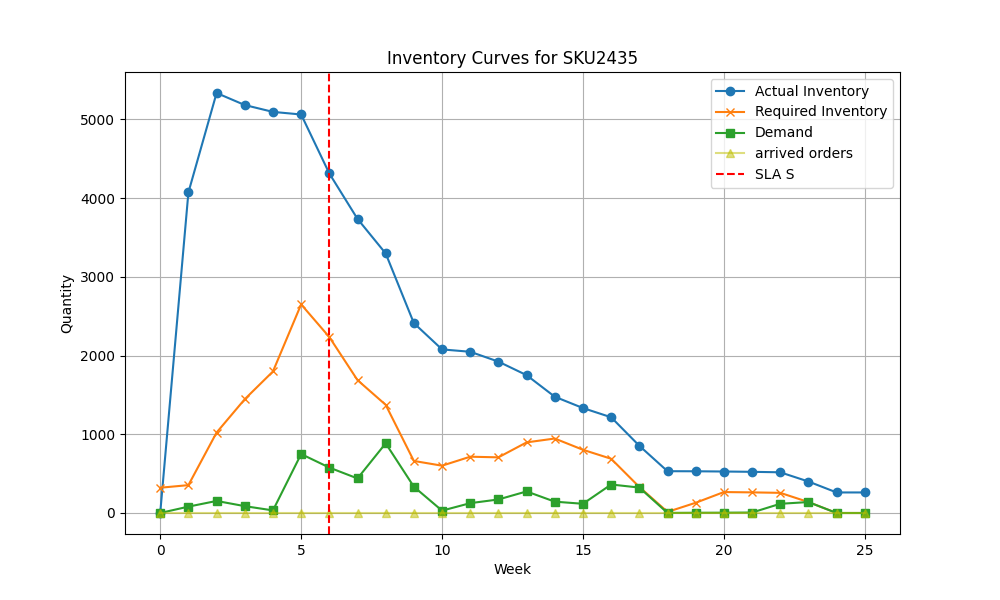 Inventory Curves for SKU2435
Actual Inventory
Required Inventory
Demand
arrived orders
SLA S
Quantity
5000
4000
3000
2000
1000
0
0 5 10 15 20 25
Week